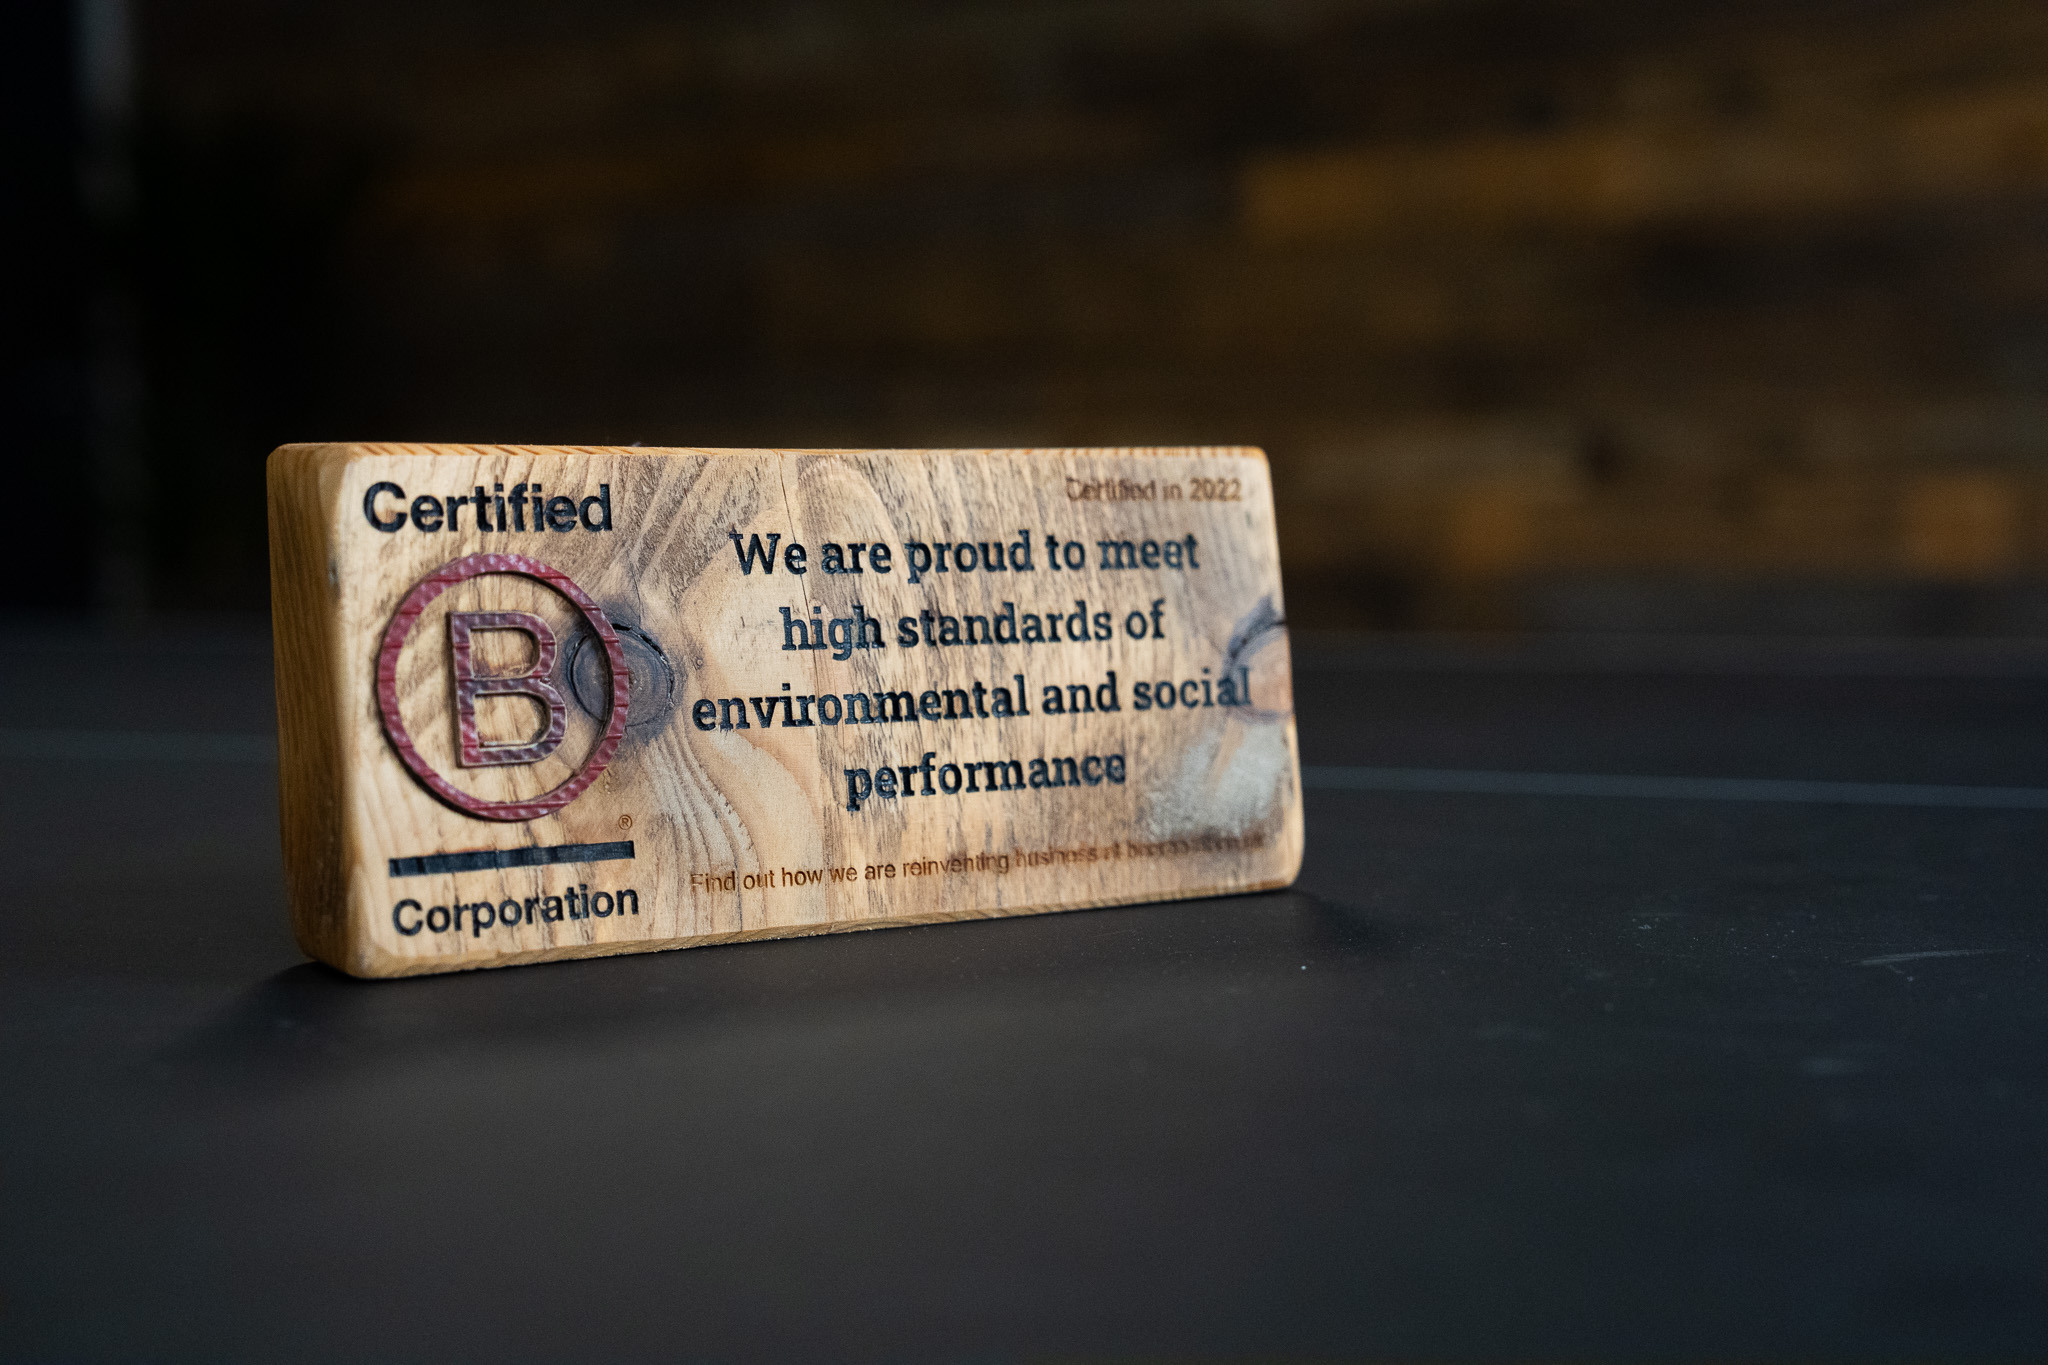 Certified
B
®
Corporation
Certified in 2022
We are proud to meet
high standards of
environmental and social
performance
Find out how we are reinventing business at